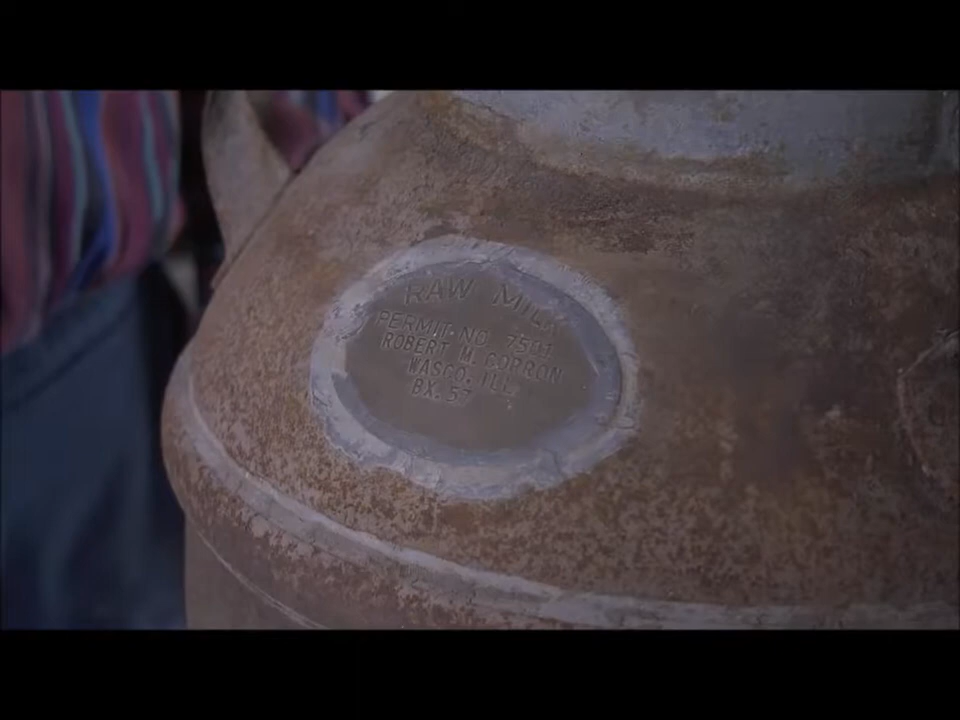 RAW MILK
PERMIT. NO. 7501
ROBERT M. CORRON
WASCO. ILL.
BX. 57